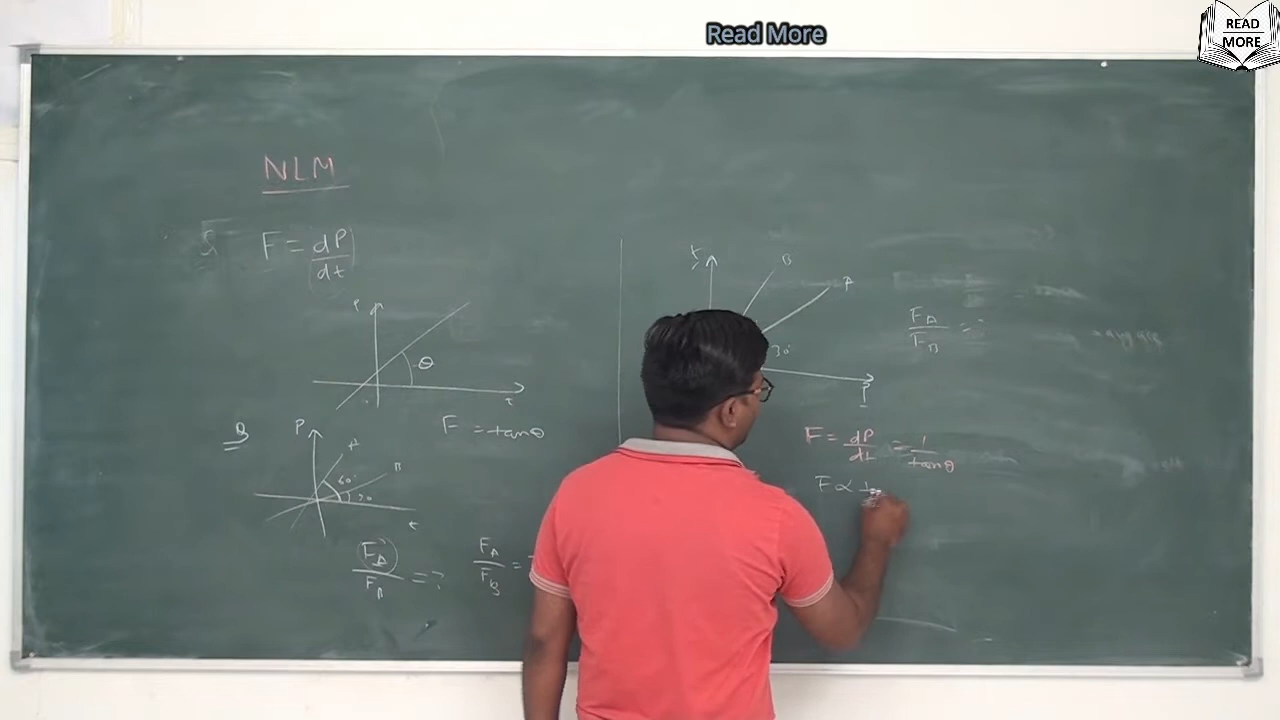 Read More
READ
MORE
NLM
F = dP/dt
P
θ
t
F = tanθ
Q
P
A
B
60°
30
t
F_A/F_B = ?
F_A/F_B =
t
B
A
30°
P
F_A/F_B = ?
F = dP/dt = 1/tanθ
F ∝